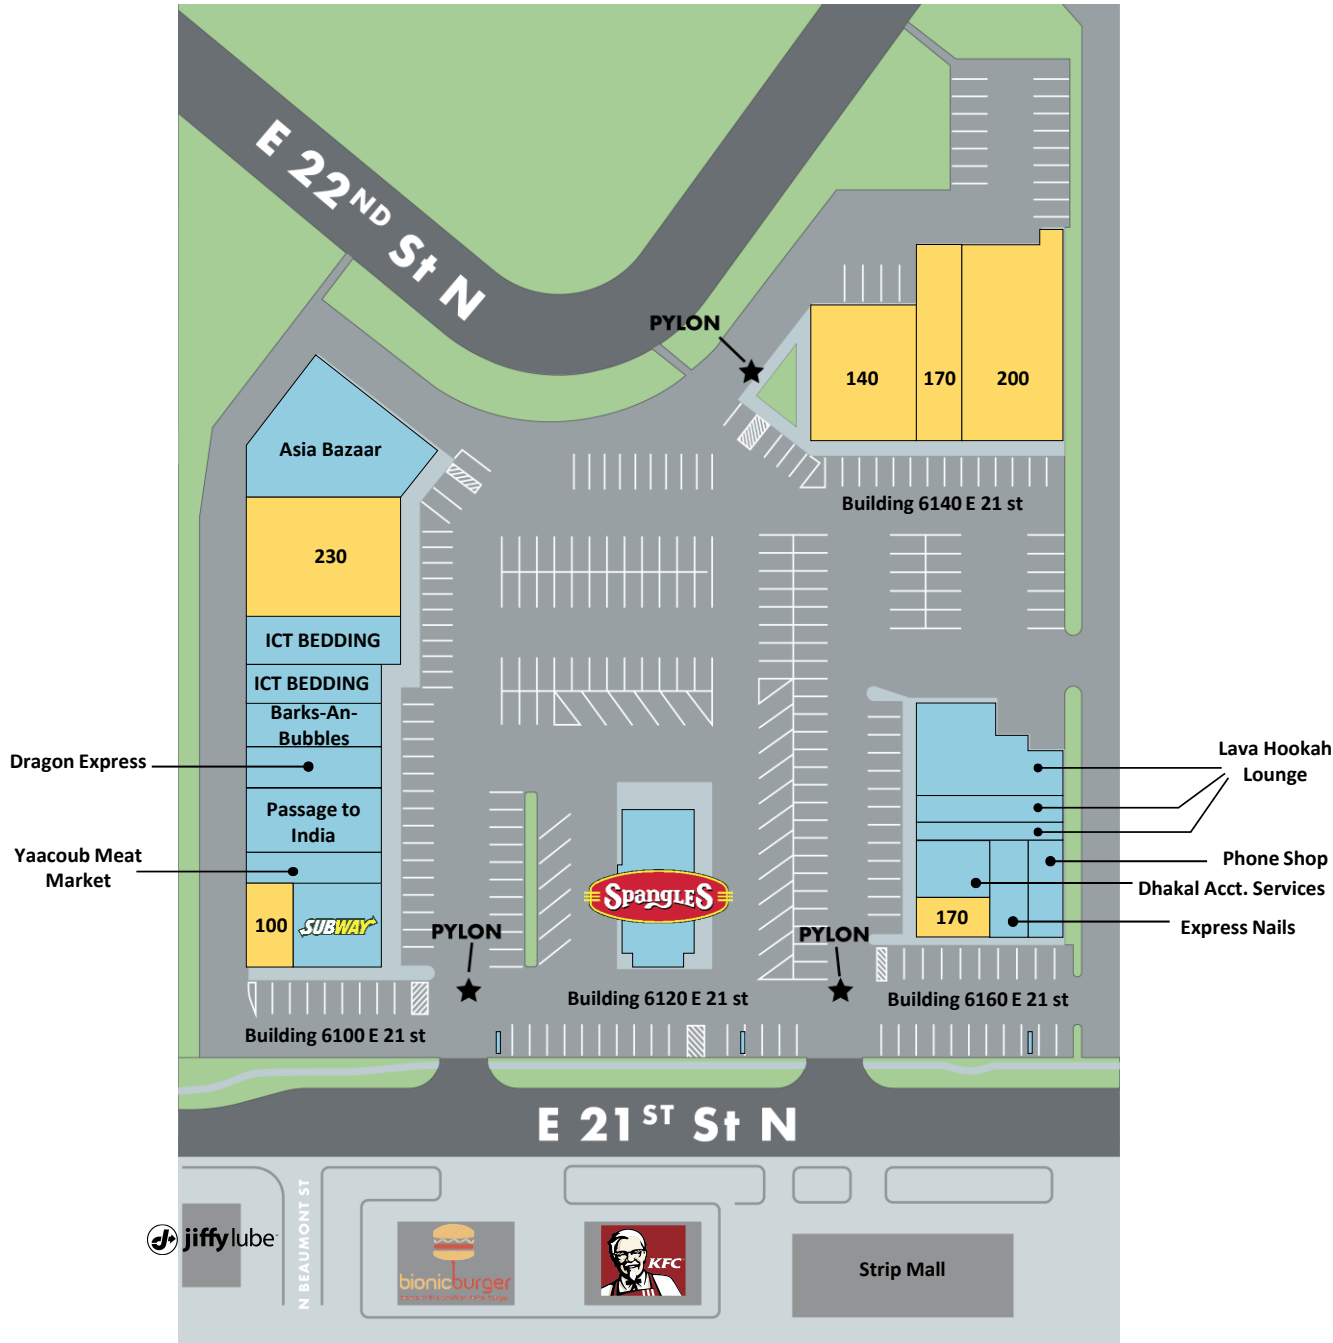 E 22ND St N
PYLON
140
170
200
Building 6140 E 21 st
Asia Bazaar
230
ICT BEDDING
ICT BEDDING
Barks-An-
Bubbles
Dragon Express
Passage to
India
Yaacoub Meat
Market
100
SUBWAY
PYLON
Building 6100 E 21 st
SPANGLES
Building 6120 E 21 st
PYLON
Lava Hookah
Lounge
Phone Shop
Dhakal Acct. Services
170
Express Nails
Building 6160 E 21 st
E 21ST St N
N BEAUMONT ST
jiffy lube
bionicburger
KFC
Strip Mall